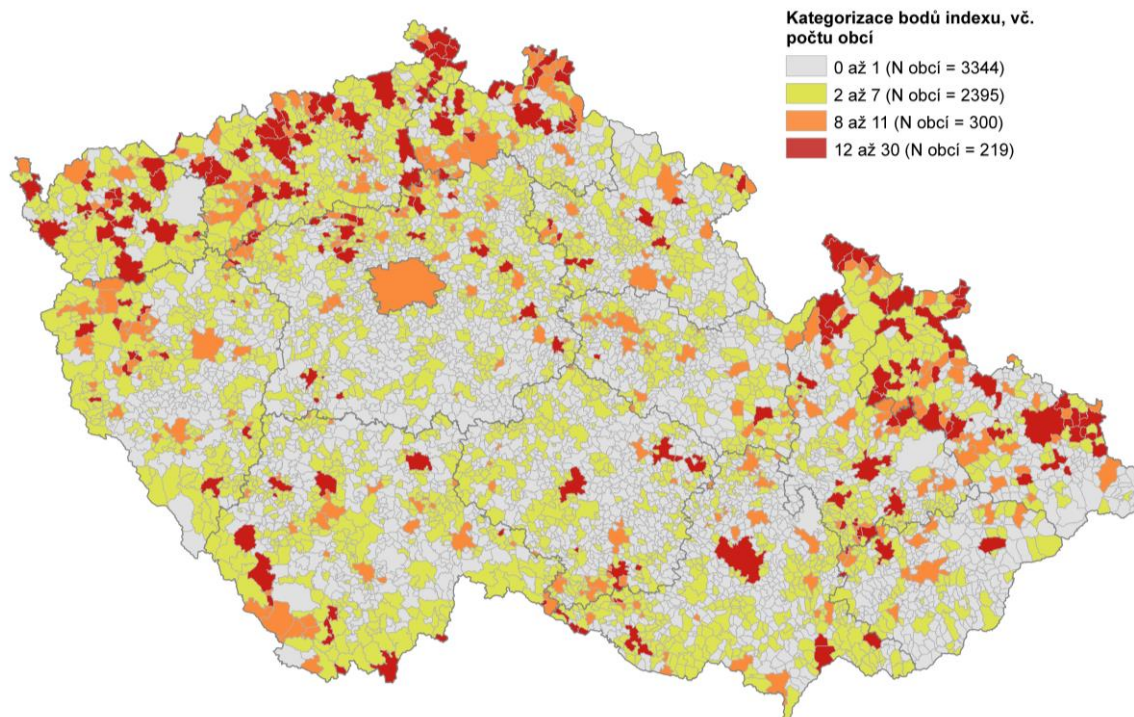 Kategorizace bodů indexu, vč.
počtu obcí
0 až 1 (N obcí = 3344)
2 až 7 (N obcí = 2395)
8 až 11 (N obcí = 300)
12 až 30 (N obcí = 219)